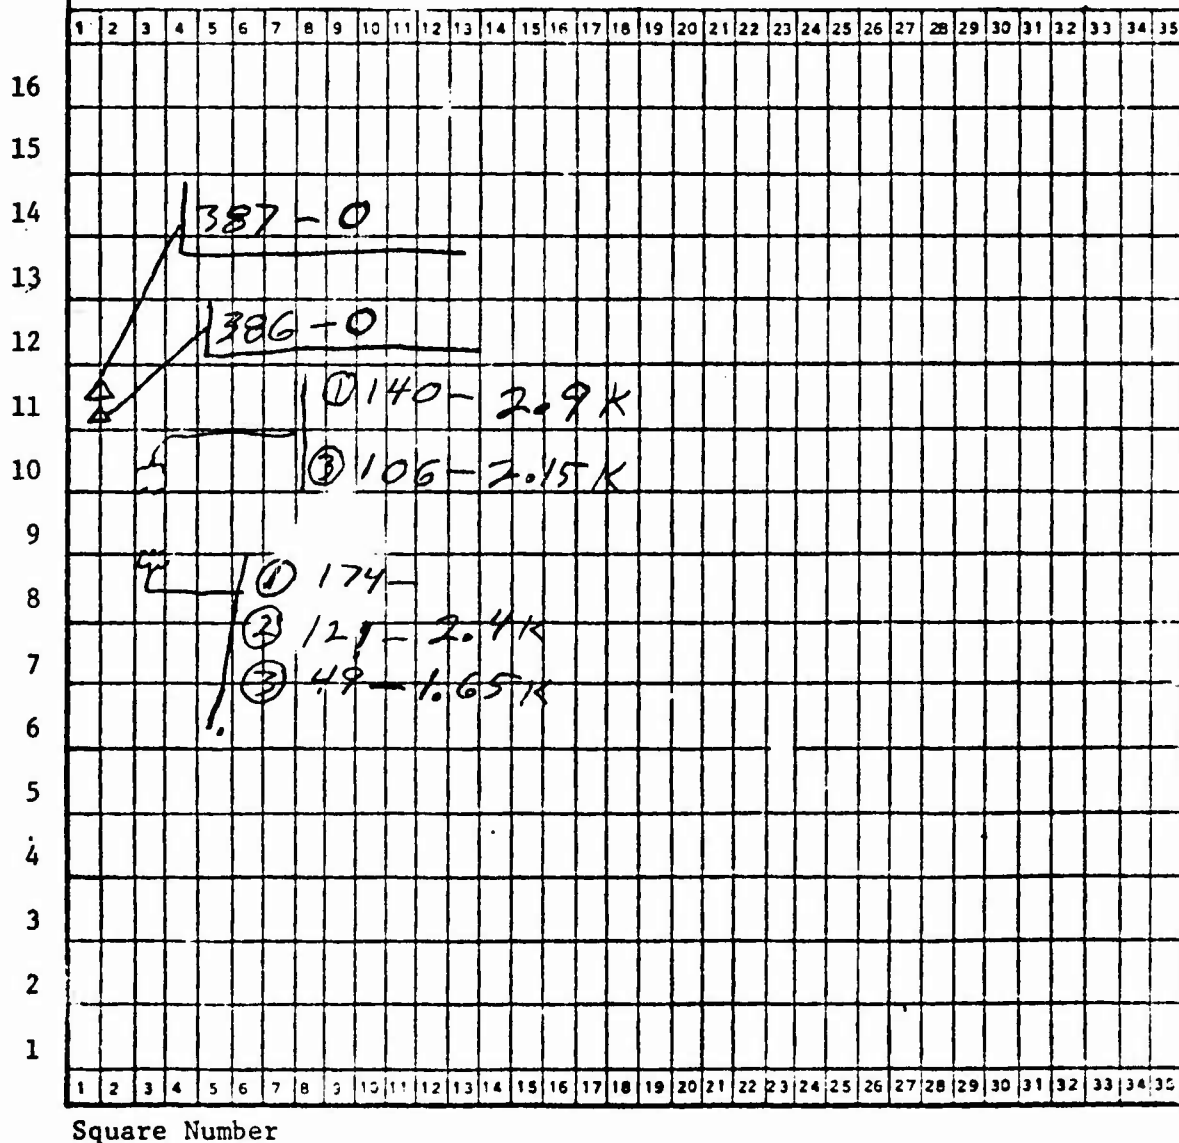 1 2 3 4 5 6 7 8 9 10 11 12 13 14 15 16 17 18 19 20 21 22 23 24 25 26 27 28 29 30 31 32 33 34 35
16
15
14 387 - 0
13
12 386 - 0
11 ① 140 - 2.9 K
10 ③ 106 - 2.15 K
9
8 ① 174 -
② 121 - 2.4 K
7
③ 49 - 1.65 K
6
5
4
3
2
1
1 2 3 4 5 6 7 8 9 10 11 12 13 14 15 16 17 18 19 20 21 22 23 24 25 26 27 28 29 30 31 32 33 34 35
Square Number